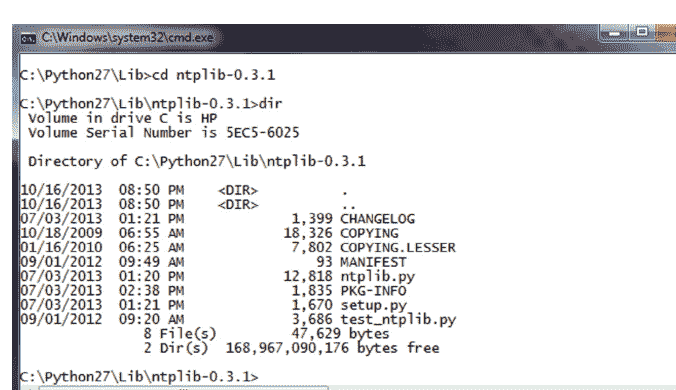 C:\Windows\system32\cmd.exe
C:\Python27\Lib>cd ntplib-0.3.1
C:\Python27\Lib\ntplib-0.3.1>dir
Volume in drive C is HP
Volume Serial Number is 5EC5-6025
Directory of C:\Python27\Lib\ntplib-0.3.1
10/16/2013 08:50 PM <DIR> .
10/16/2013 08:50 PM <DIR> ..
07/03/2013 01:21 PM 1,399 CHANGELOG
10/18/2009 06:55 AM 18,326 COPYING
01/16/2010 06:25 AM 7,802 COPYING.LESSER
09/01/2012 09:49 AM 93 MANIFEST
07/03/2013 01:20 PM 12,818 ntplib.py
07/03/2013 02:38 PM 1,835 PKG-INFO
07/03/2013 01:21 PM 1,670 setup.py
09/01/2012 09:20 AM 3,686 test_ntplib.py
8 File(s) 47,629 bytes
2 Dir(s) 168,967,090,176 bytes free
C:\Python27\Lib\ntplib-0.3.1>